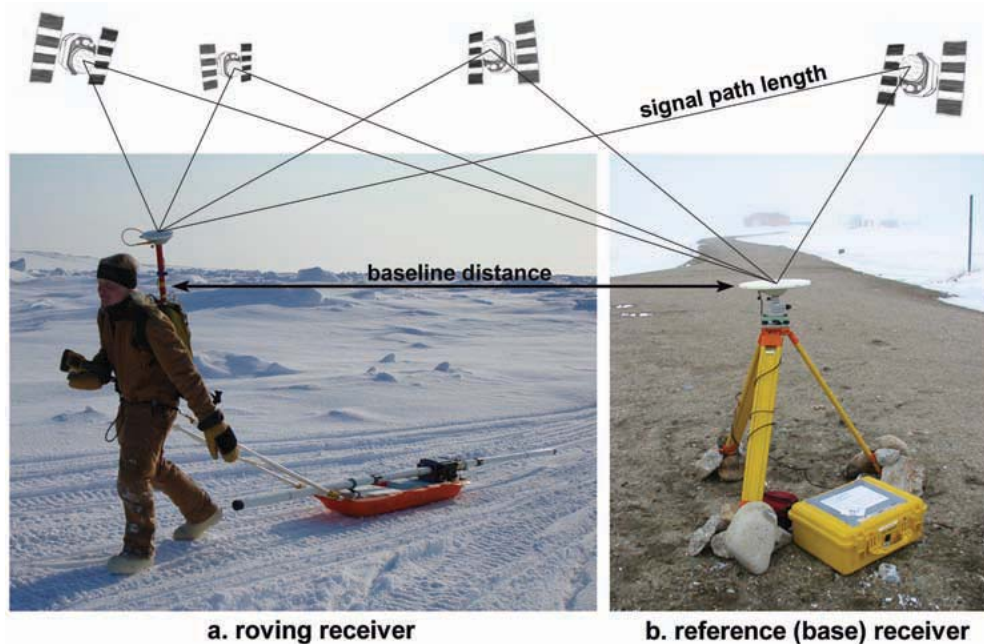 signal path length
baseline distance
a. roving receiver
b. reference (base) receiver